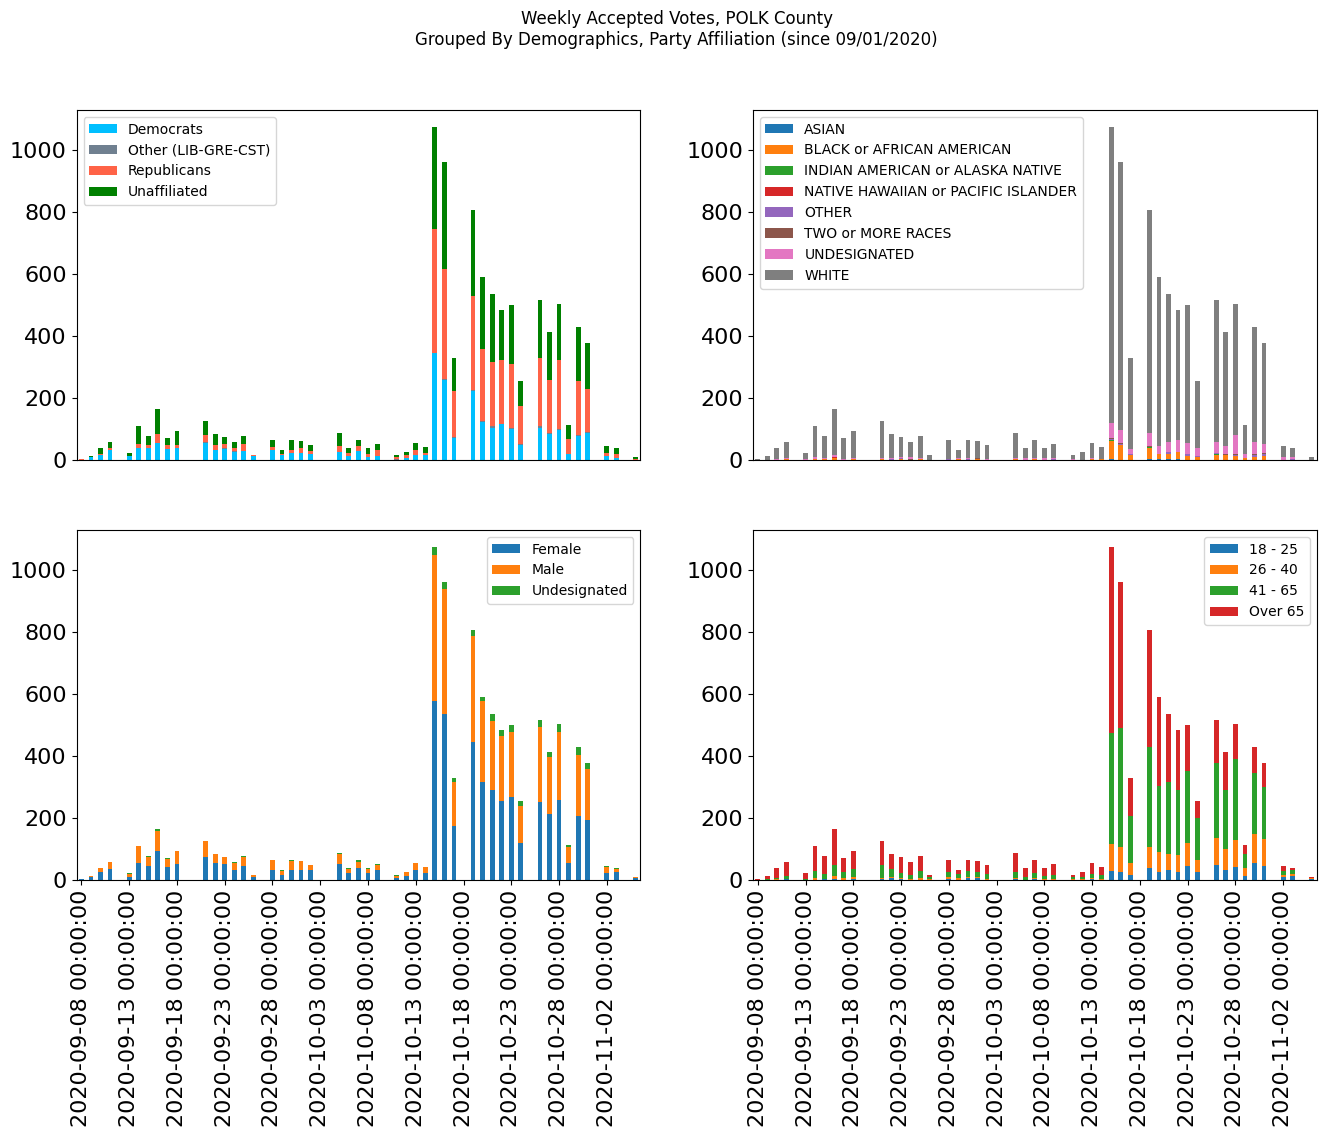 Weekly Accepted Votes, POLK County
Grouped By Demographics, Party Affiliation (since 09/01/2020)
1000
800
600
400
200
0
Democrats
Other (LIB-GRE-CST)
Republicans
Unaffiliated
1000
800
600
400
200
0
ASIAN
BLACK or AFRICAN AMERICAN
INDIAN AMERICAN or ALASKA NATIVE
NATIVE HAWAIIAN or PACIFIC ISLANDER
OTHER
TWO or MORE RACES
UNDESIGNATED
WHITE
1000
800
600
400
200
0
Female
Male
Undesignated
2020-09-08 00:00:00
2020-09-13 00:00:00
2020-09-18 00:00:00
2020-09-23 00:00:00
2020-09-28 00:00:00
2020-10-03 00:00:00
2020-10-08 00:00:00
2020-10-13 00:00:00
2020-10-18 00:00:00
2020-10-23 00:00:00
2020-10-28 00:00:00
2020-11-02 00:00:00
1000
800
600
400
200
0
18 - 25
26 - 40
41 - 65
Over 65
2020-09-08 00:00:00
2020-09-13 00:00:00
2020-09-18 00:00:00
2020-09-23 00:00:00
2020-09-28 00:00:00
2020-10-03 00:00:00
2020-10-08 00:00:00
2020-10-13 00:00:00
2020-10-18 00:00:00
2020-10-23 00:00:00
2020-10-28 00:00:00
2020-11-02 00:00:00